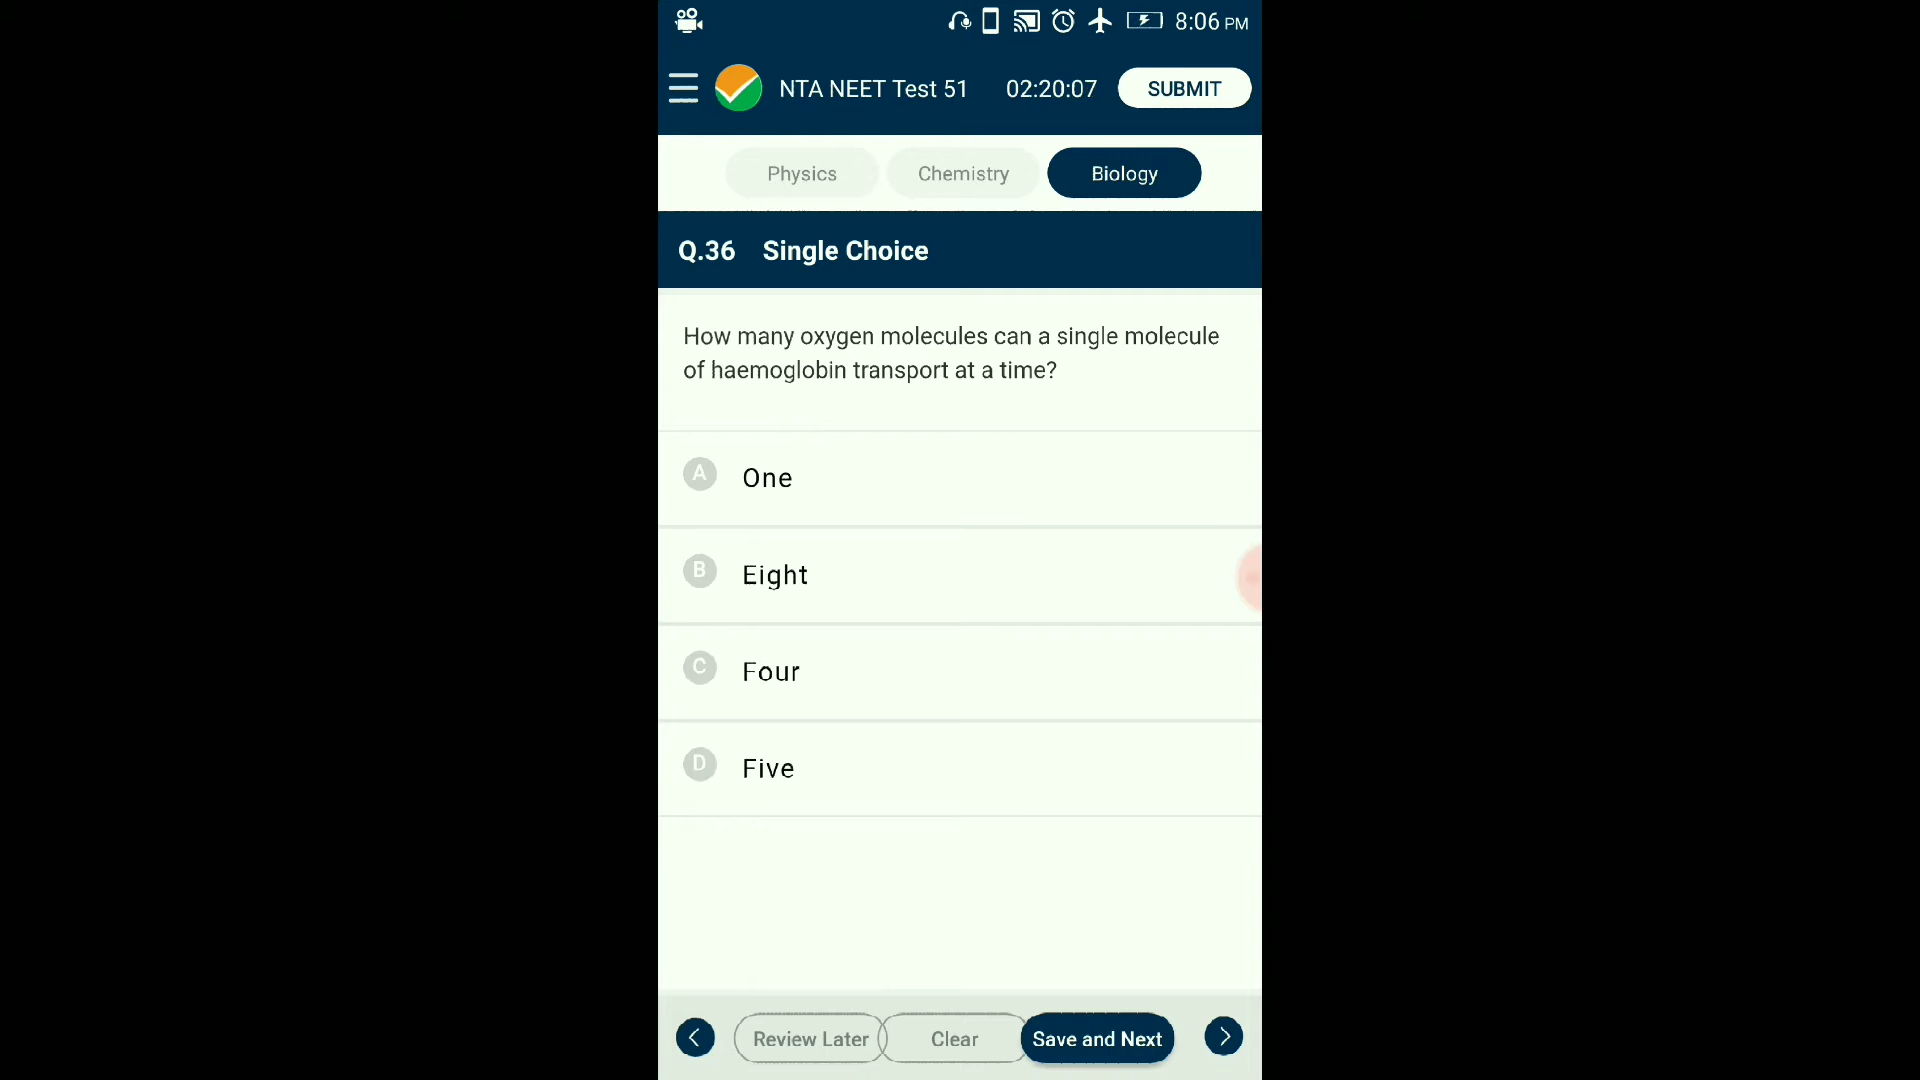 8:06 PM
NTA NEET Test 51 02:20:07 SUBMIT
Physics Chemistry Biology
Q.36 Single Choice
How many oxygen molecules can a single molecule
of haemoglobin transport at a time?
A One
B Eight
C Four
D Five
Review Later Clear Save and Next